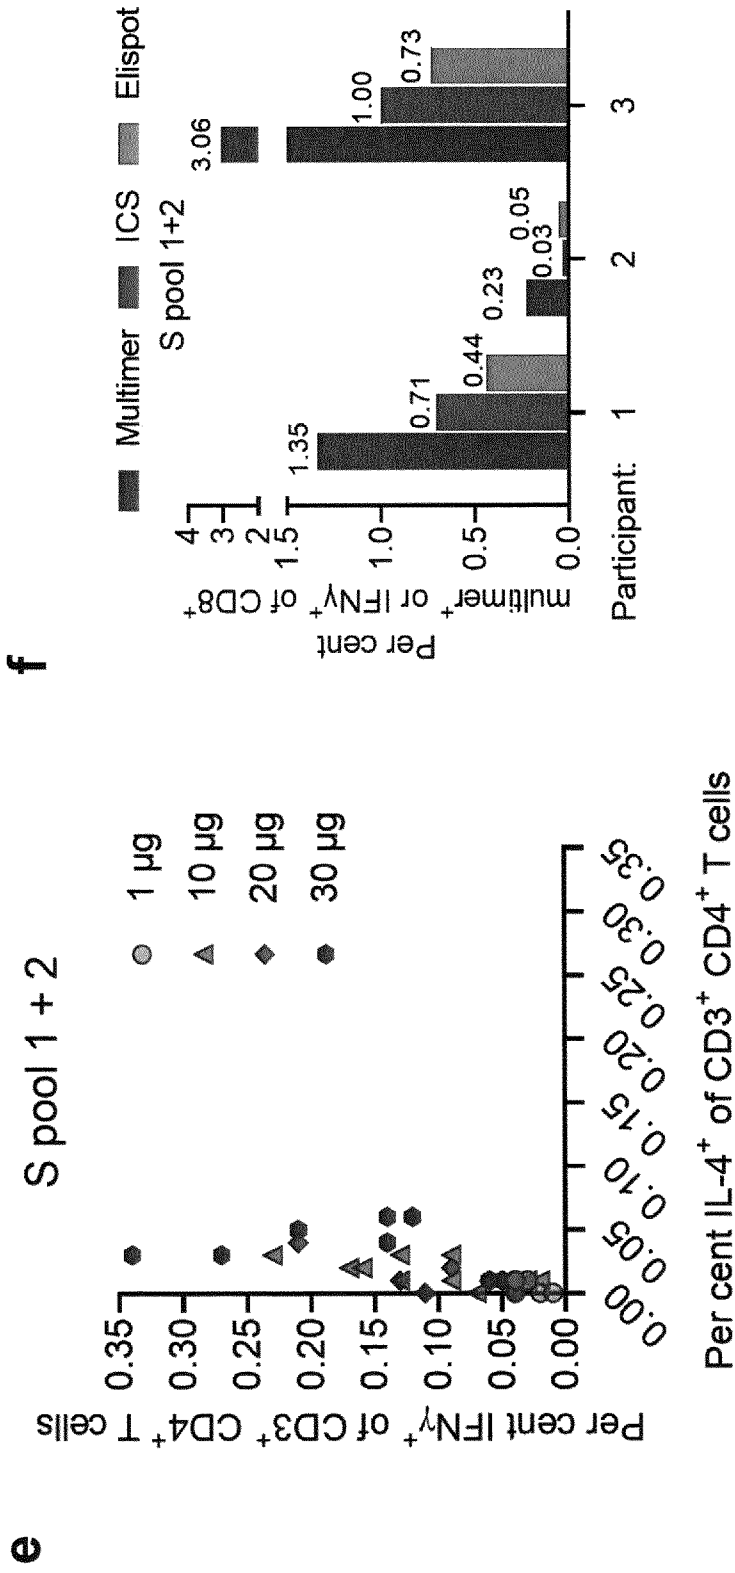 e
S pool 1 + 2
1 µg
10 µg
20 µg
30 µg
Per cent IFNγ⁺ of CD3⁺ CD4⁺ T cells
0.35
0.30
0.25
0.20
0.15
0.10
0.05
0.00
0.00 0.05 0.10 0.15 0.20 0.25 0.30 0.35
Per cent IL-4⁺ of CD3⁺ CD4⁺ T cells
f
Multimer ICS Elispot
S pool 1+2
Per cent
multimer⁺ or IFNγ⁺ of CD8⁺
4
3
2
1.5
1.0
0.5
0.0
1.35 0.71 0.44
0.23 0.03 0.05
3.06 1.00 0.73
Participant: 1 2 3